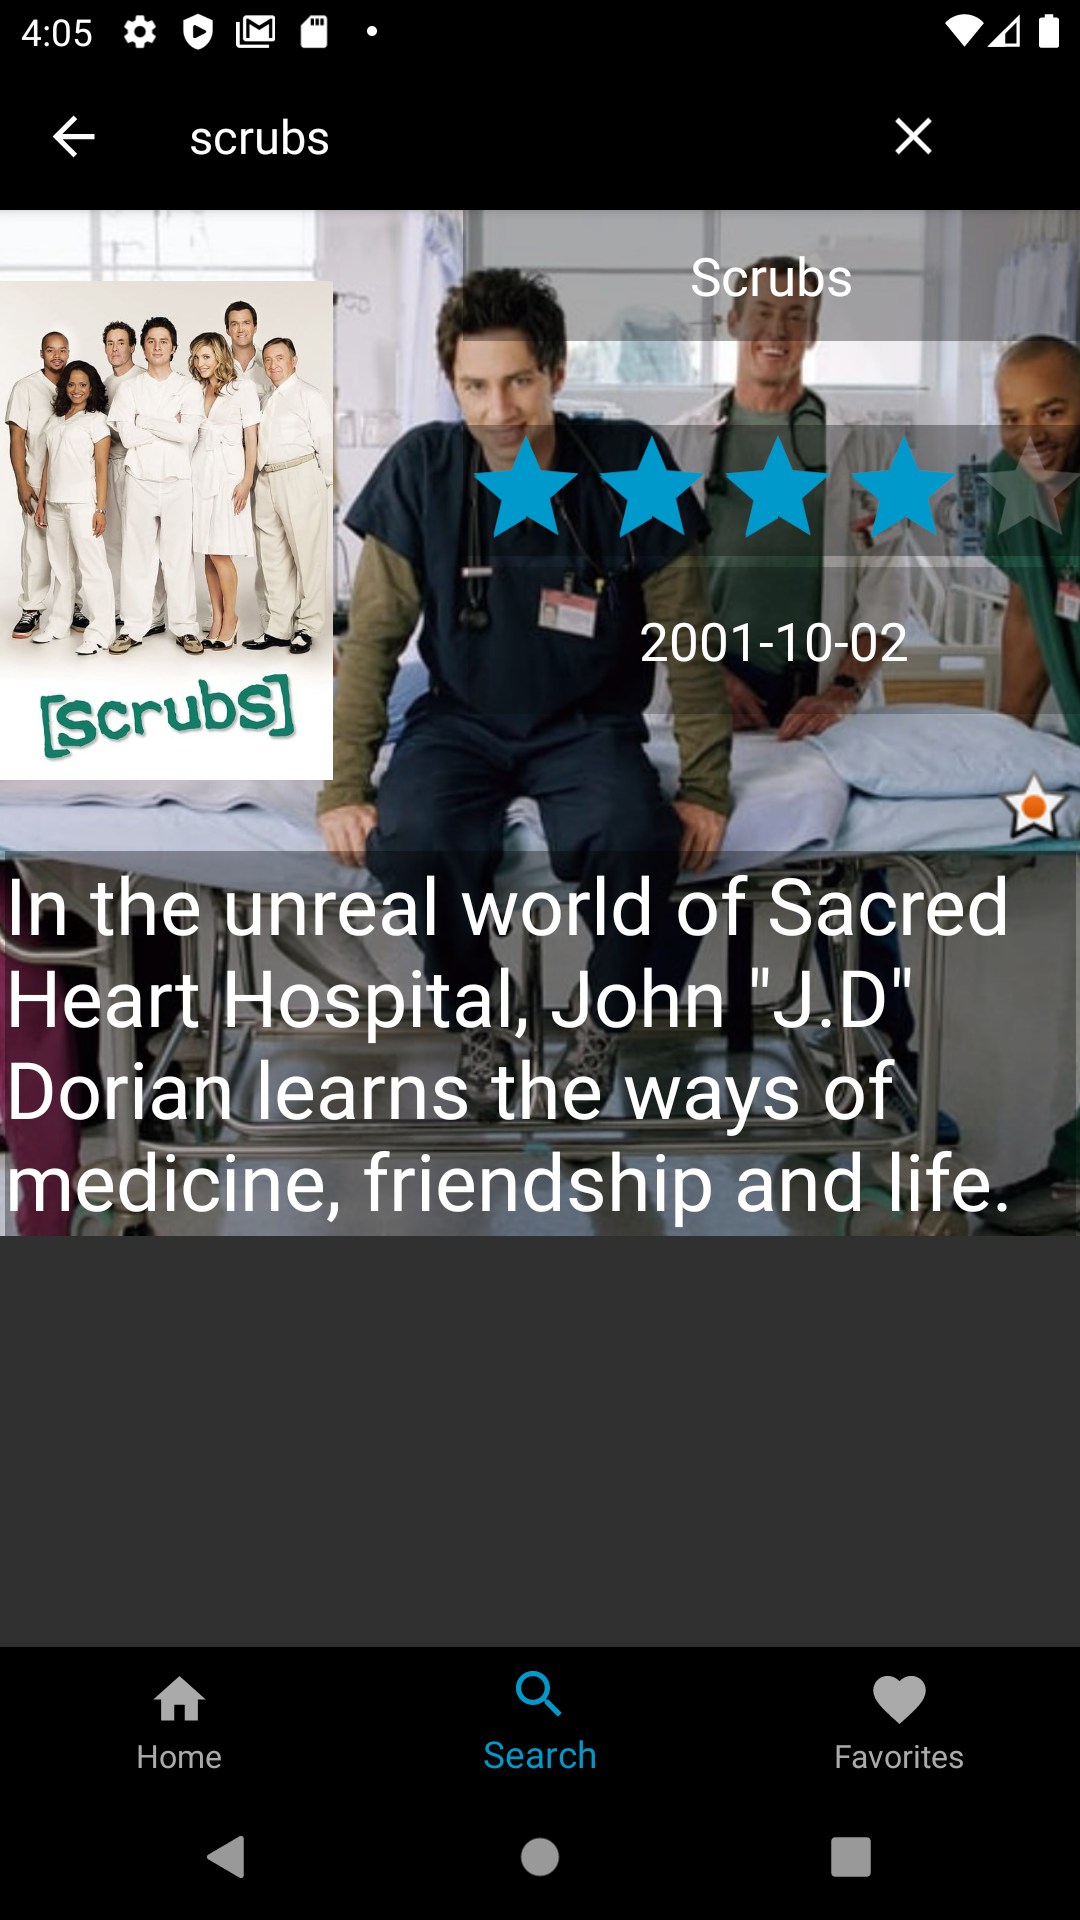 4:05
scrubs
Scrubs
[scrubs]
2001-10-02
In the unreal world of Sacred
Heart Hospital, John "J.D"
Dorian learns the ways of
medicine, friendship and life.
Home
Search
Favorites